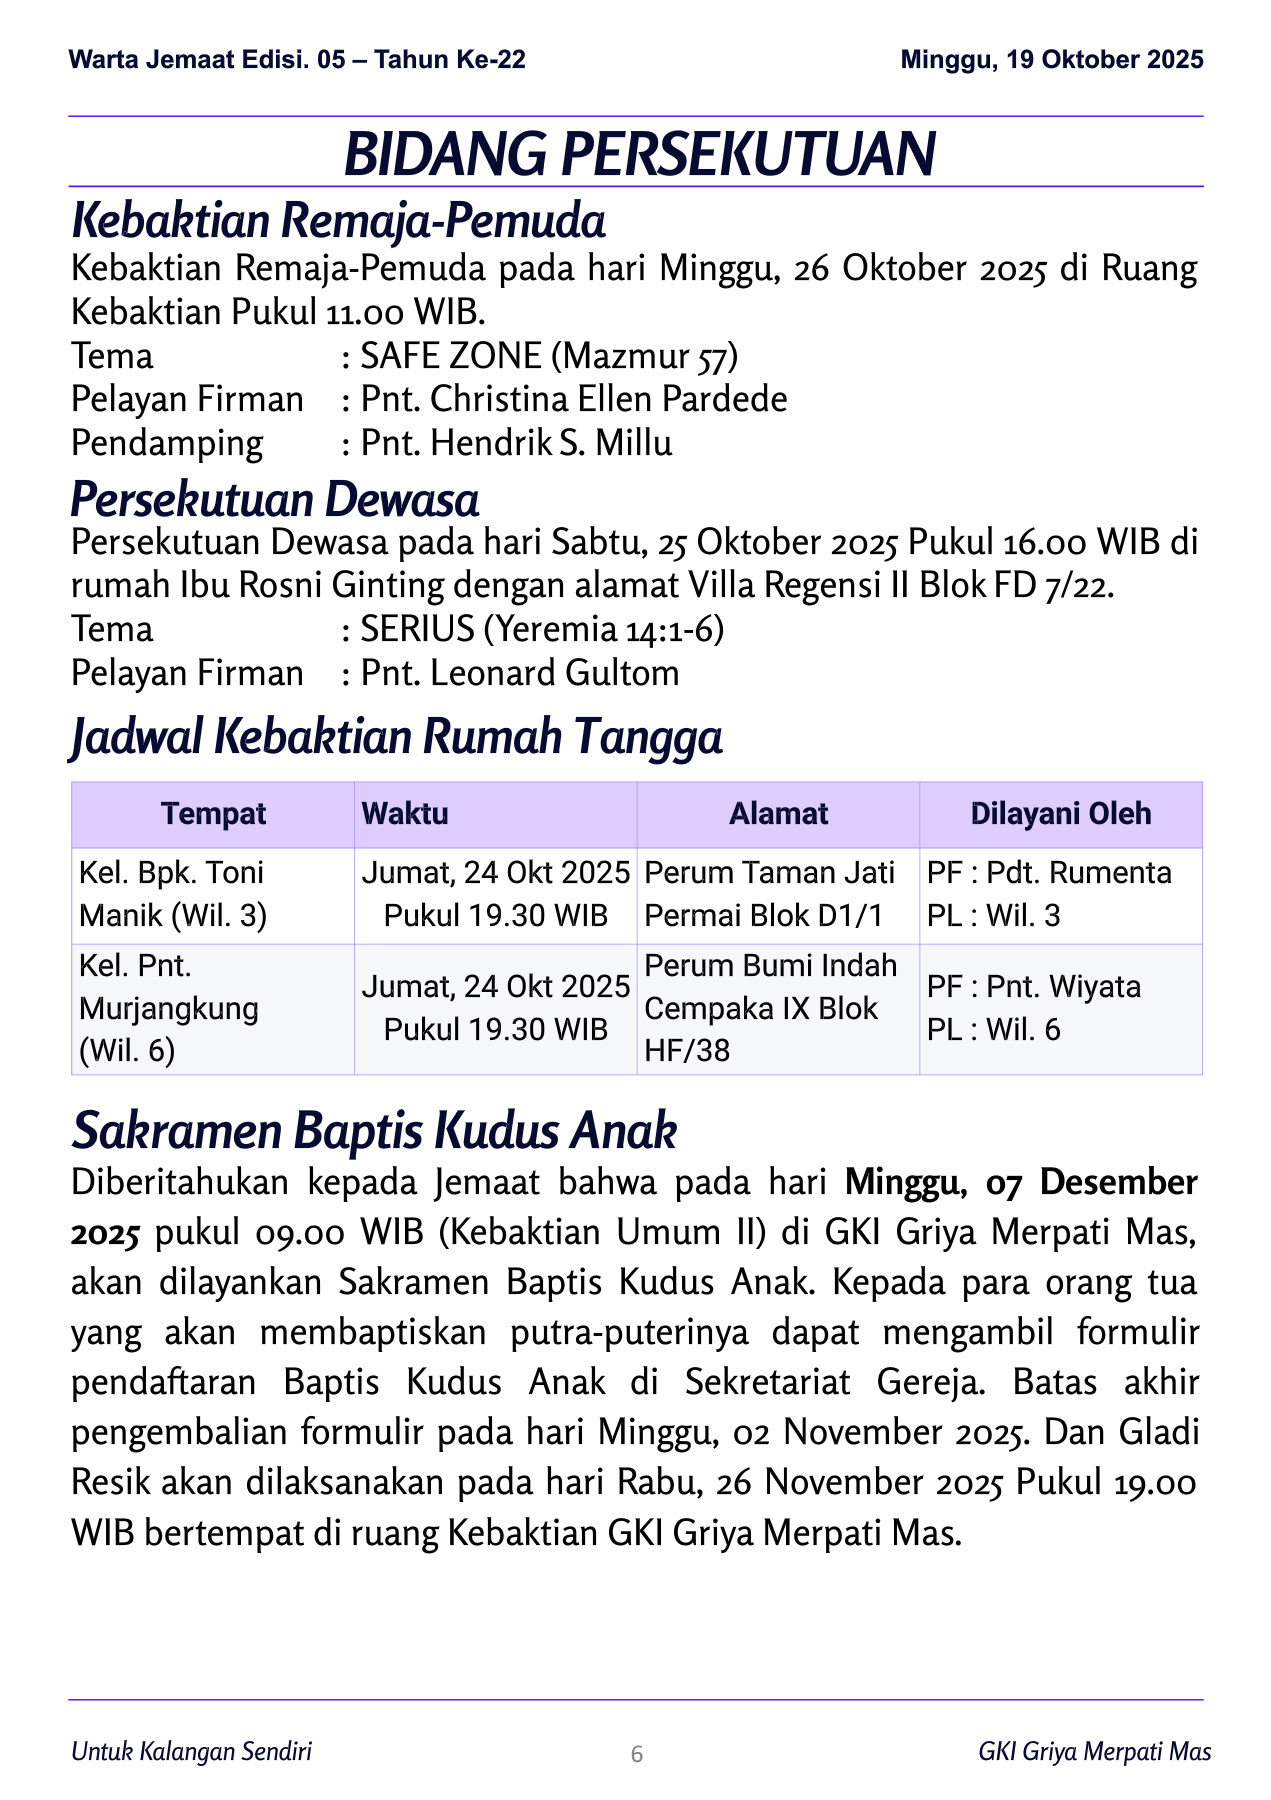 Warta Jemaat Edisi. 05 – Tahun Ke-22
Minggu, 19 Oktober 2025
BIDANG PERSEKUTUAN
Kebaktian Remaja-Pemuda
Kebaktian Remaja-Pemuda pada hari Minggu, 26 Oktober 2025 di Ruang
Kebaktian Pukul 11.00 WIB.
Tema : SAFE ZONE (Mazmur 57)
Pelayan Firman : Pnt. Christina Ellen Pardede
Pendamping : Pnt. Hendrik S. Millu
Persekutuan Dewasa
Persekutuan Dewasa pada hari Sabtu, 25 Oktober 2025 Pukul 16.00 WIB di
rumah Ibu Rosni Ginting dengan alamat Villa Regensi II Blok FD 7/22.
Tema : SERIUS (Yeremia 14:1-6)
Pelayan Firman : Pnt. Leonard Gultom
Jadwal Kebaktian Rumah Tangga
Tempat Waktu Alamat Dilayani Oleh
Kel. Bpk. Toni
Manik (Wil. 3)
Jumat, 24 Okt 2025
Pukul 19.30 WIB
Perum Taman Jati
Permai Blok D1/1
PF : Pdt. Rumenta
PL : Wil. 3
Kel. Pnt.
Murjangkung
(Wil. 6)
Jumat, 24 Okt 2025
Pukul 19.30 WIB
Perum Bumi Indah
Cempaka IX Blok
HF/38
PF : Pnt. Wiyata
PL : Wil. 6
Sakramen Baptis Kudus Anak
Diberitahukan kepada Jemaat bahwa pada hari Minggu, 07 Desember
2025 pukul 09.00 WIB (Kebaktian Umum II) di GKI Griya Merpati Mas,
akan dilayankan Sakramen Baptis Kudus Anak. Kepada para orang tua
yang akan membaptiskan putra-puterinya dapat mengambil formulir
pendaftaran Baptis Kudus Anak di Sekretariat Gereja. Batas akhir
pengembalian formulir pada hari Minggu, 02 November 2025. Dan Gladi
Resik akan dilaksanakan pada hari Rabu, 26 November 2025 Pukul 19.00
WIB bertempat di ruang Kebaktian GKI Griya Merpati Mas.
Untuk Kalangan Sendiri
6
GKI Griya Merpati Mas